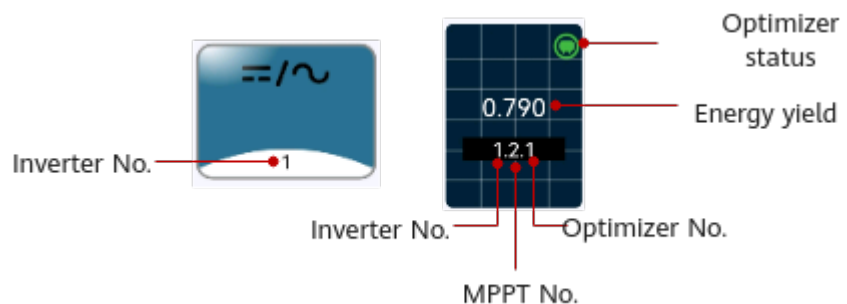 Optimizer
status
0.790
Energy yield
Inverter No.
1
1.2.1
Inverter No.
Optimizer No.
MPPT No.